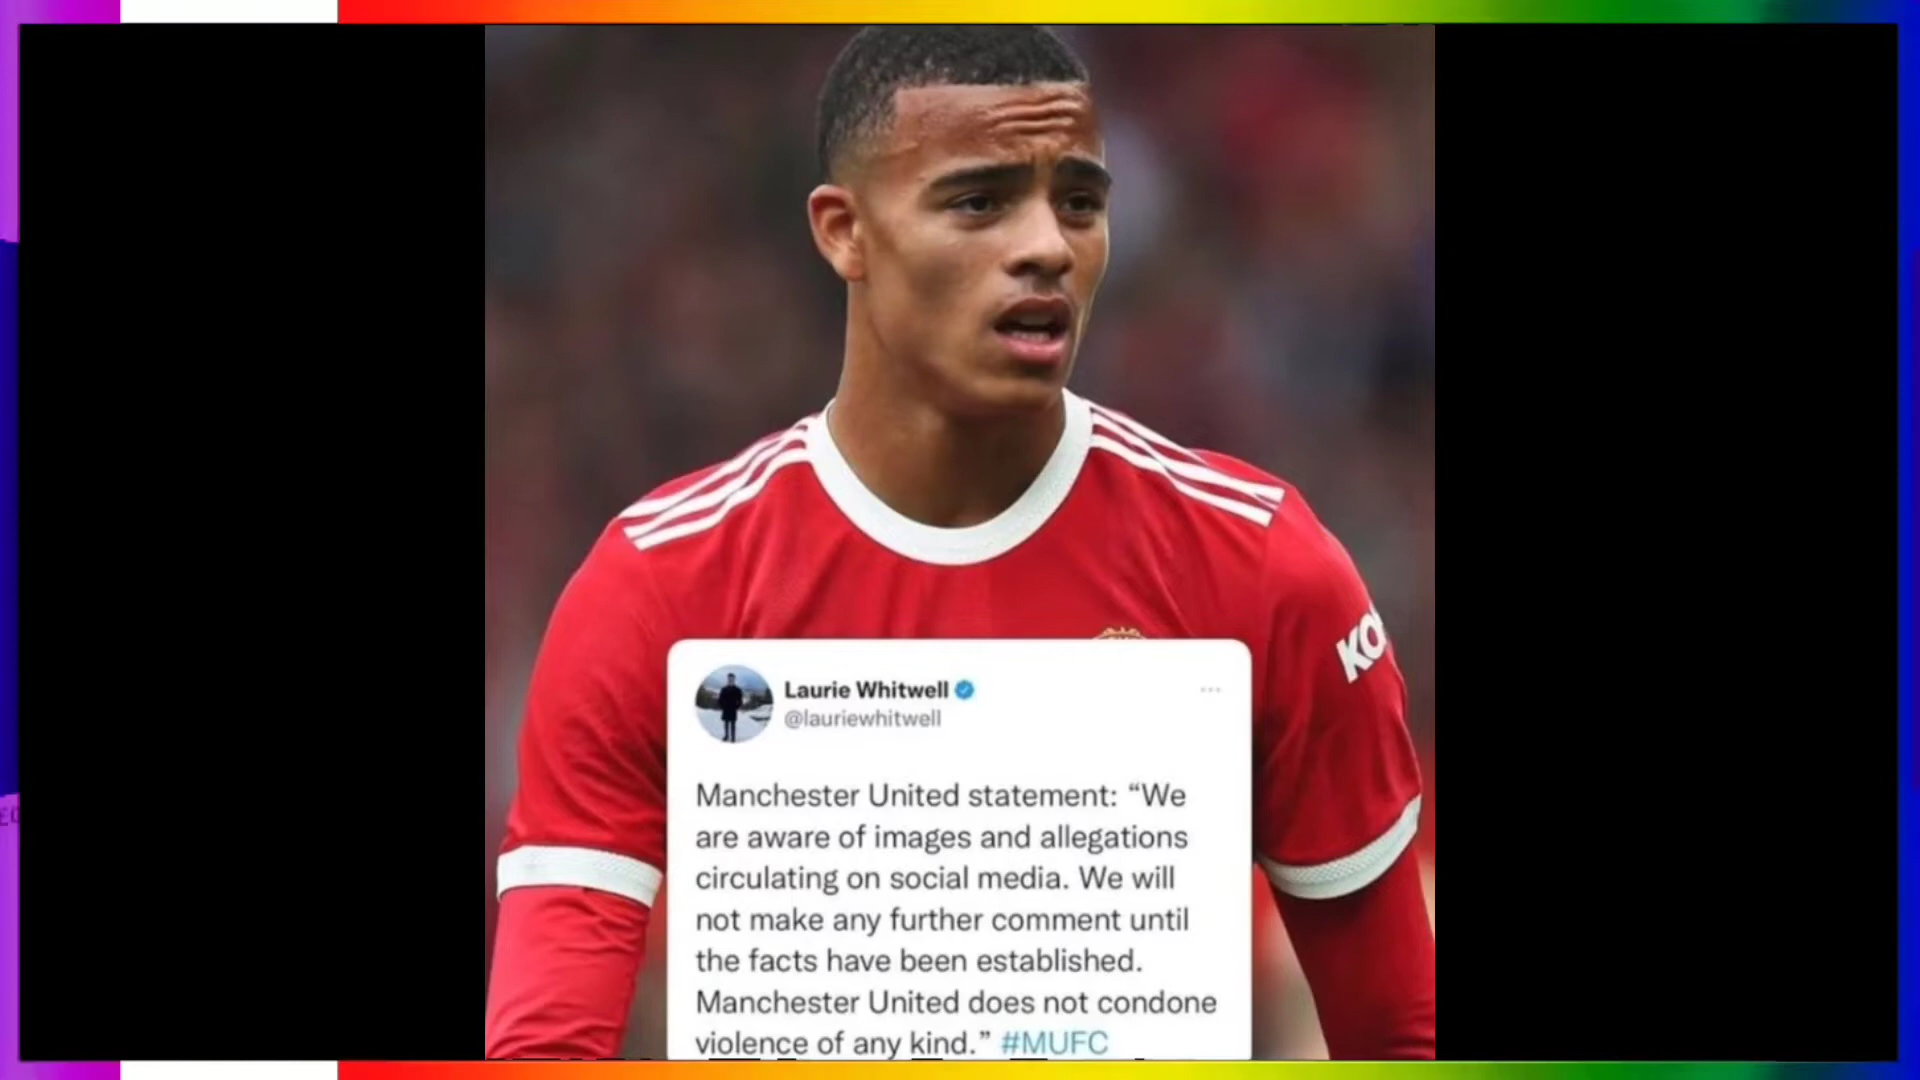 KO
Laurie Whitwell
@lauriewhitwell
Manchester United statement: “We
are aware of images and allegations
circulating on social media. We will
not make any further comment until
the facts have been established.
Manchester United does not condone
violence of any kind.” #MUFC